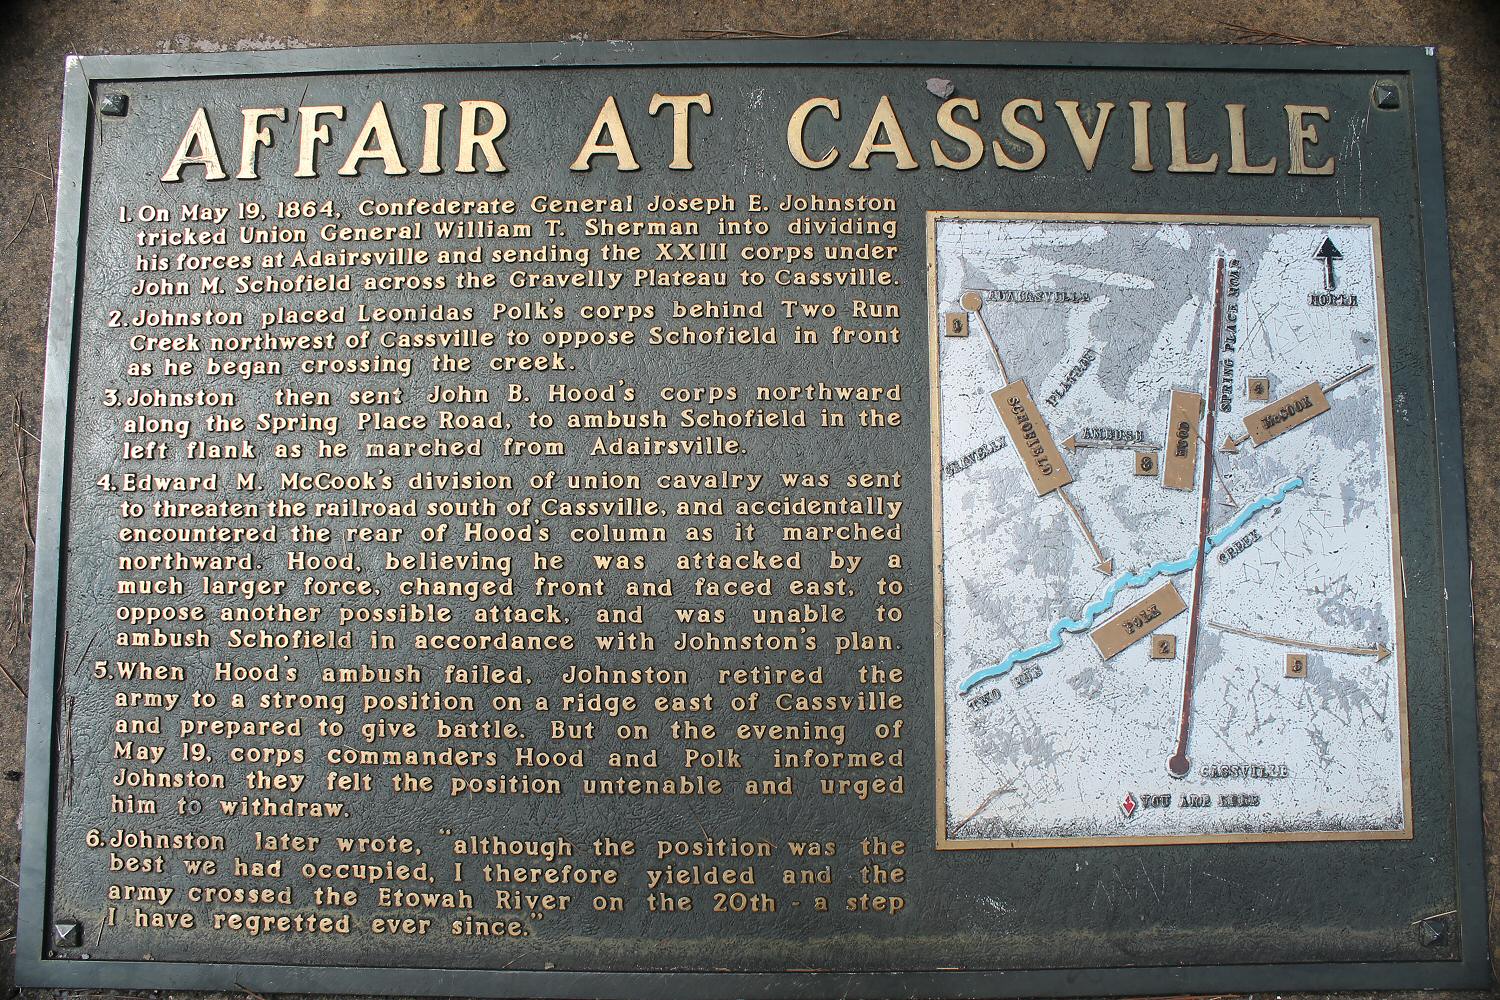 AFFAIR AT CASSVILLE
1. On May 19, 1864, Confederate General Joseph E. Johnston
tricked Union General William T. Sherman into dividing
his forces at Adairsville and sending the XXIII corps under
John M. Schofield across the Gravelly Plateau to Cassville.
2. Johnston placed Leonidas Polk's corps behind Two Run
Creek northwest of Cassville to oppose Schofield in front
as he began crossing the creek.
3. Johnston then sent John B. Hood's corps northward
along the Spring Place Road, to ambush Schofield in the
left flank as he marched from Adairsville.
4. Edward M. McCook's division of union cavalry was sent
to threaten the railroad south of Cassville, and accidentally
encountered the rear of Hood's column as it marched
northward. Hood, believing he was attacked by a
much larger force, changed front and faced east, to
oppose another possible attack, and was unable to
ambush Schofield in accordance with Johnston's plan.
5. When Hood's ambush failed, Johnston retired the
army to a strong position on a ridge east of Cassville
and prepared to give battle. But on the evening of
May 19, corps commanders Hood and Polk informed
Johnston they felt the position untenable and urged
him to withdraw.
6. Johnston later wrote, "although the position was the
best we had occupied, I therefore yielded and the
army crossed the Etowah River on the 20th - a step
I have regretted ever since."
ADAIRSVILLE
1
NORTH
SPRING PLACE ROAD
GRAVELLY PLATEAU
SCHOFIELD
AMBUSH
3
HOOD
4
McCOOK
TWO RUN CREEK
POLK
2
5
CASSVILLE
YOU ARE HERE